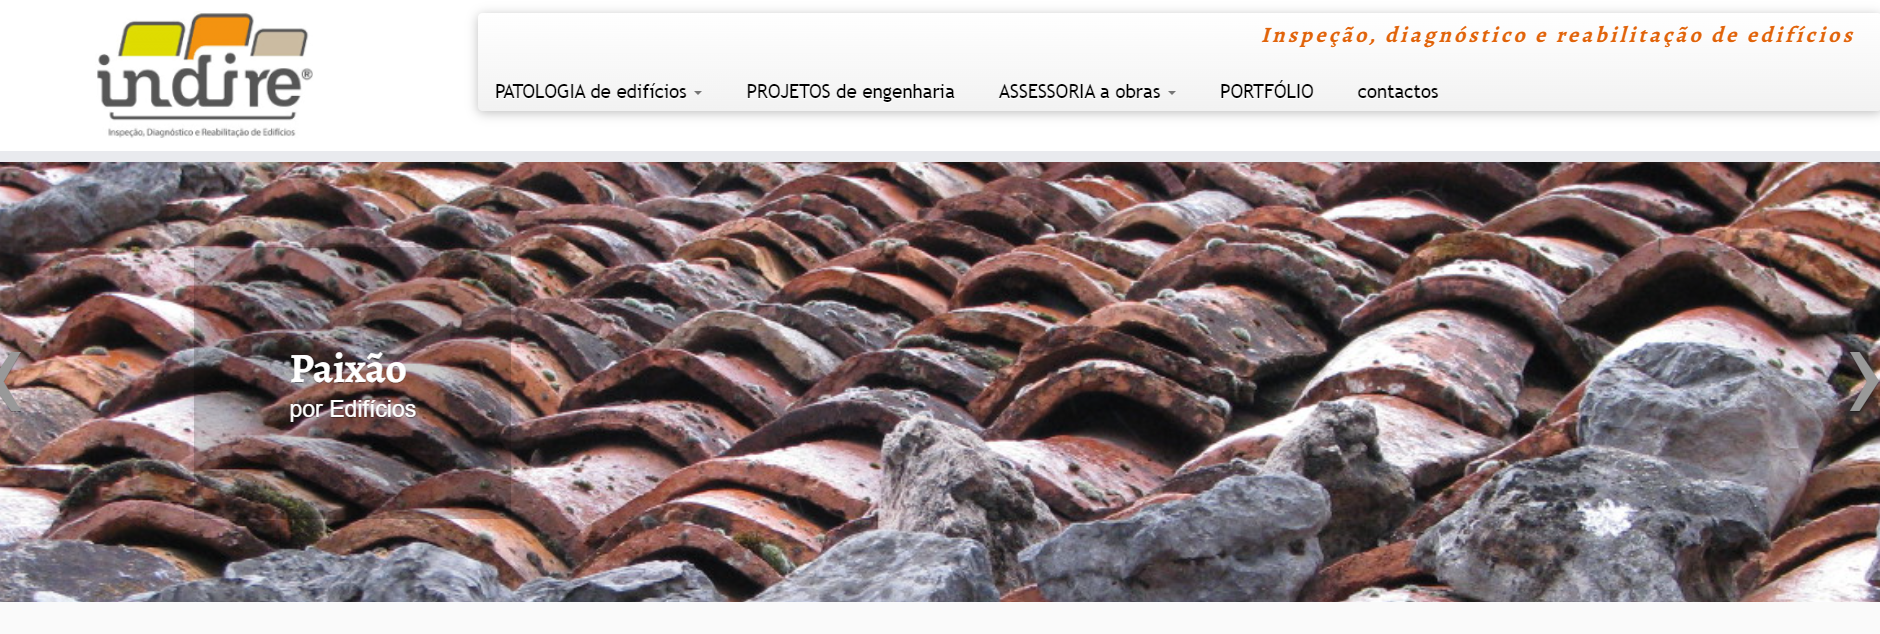 indire®
Inspeção, Diagnóstico e Reabilitação de Edifícios
Inspeção, diagnóstico e reabilitação de edifícios
PATOLOGIA de edifícios PROJETOS de engenharia ASSESSORIA a obras PORTFÓLIO contactos
Paixão
por Edifícios